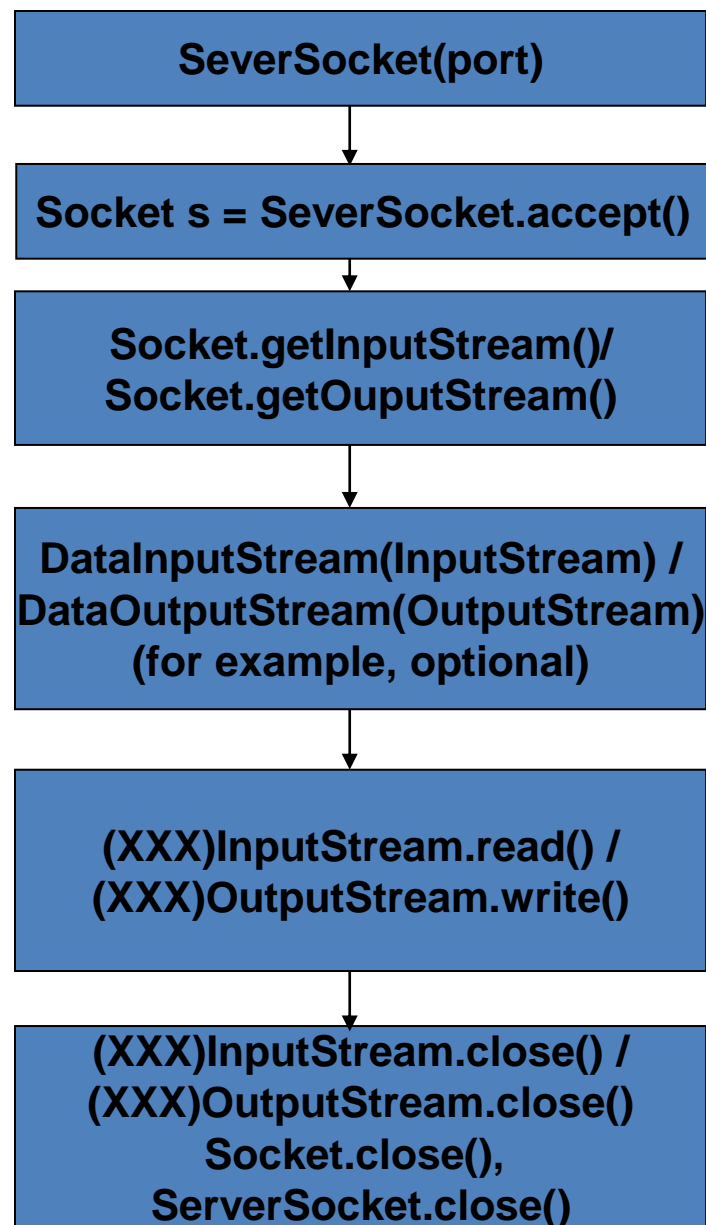 SeverSocket(port)
Socket s = SeverSocket.accept()
Socket.getInputStream()/
Socket.getOuputStream()
DataInputStream(InputStream) /
DataOutputStream(OutputStream)
(for example, optional)
(XXX)InputStream.read() /
(XXX)OutputStream.write()
(XXX)InputStream.close() /
(XXX)OutputStream.close()
Socket.close(),
ServerSocket.close()